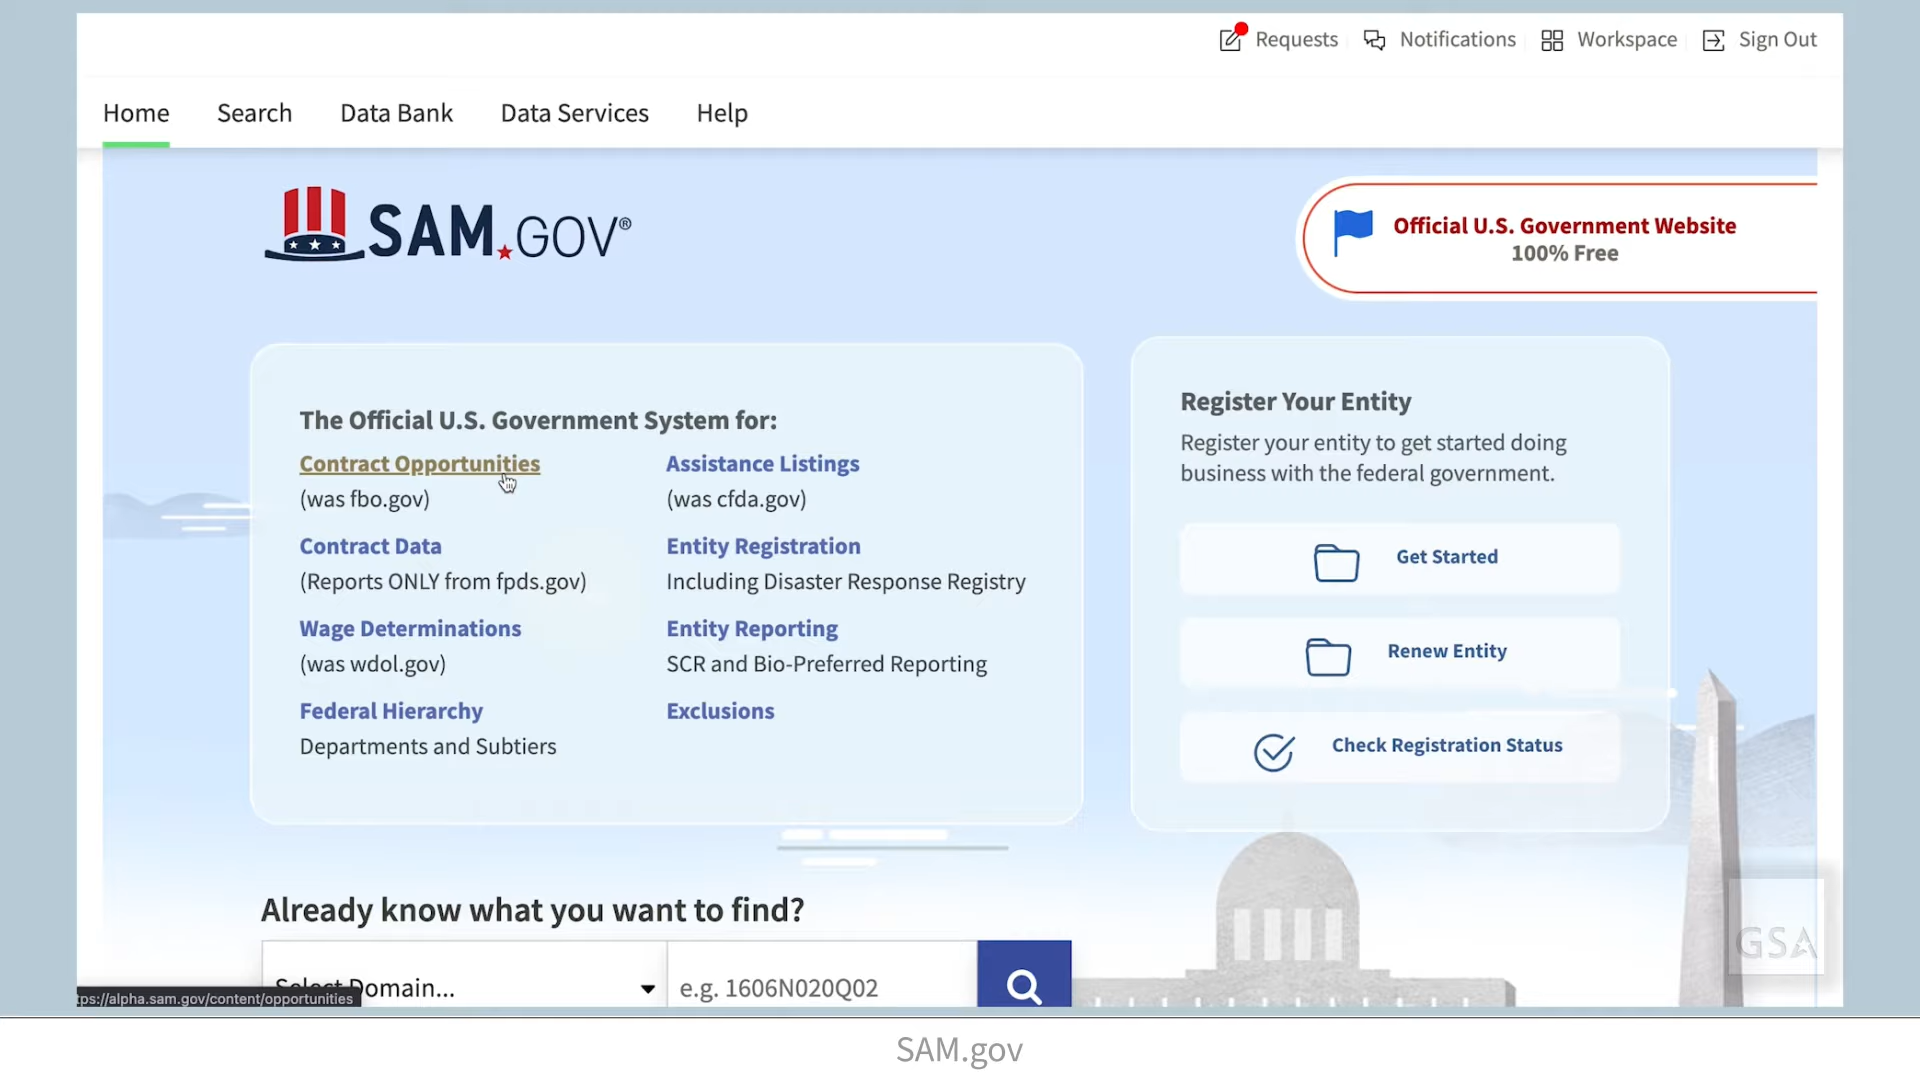 Requests Notifications Workspace Sign Out
Home Search Data Bank Data Services Help
SAM.GOV®
Official U.S. Government Website
100% Free
The Official U.S. Government System for:
Contract Opportunities
(was fbo.gov)
Contract Data
(Reports ONLY from fpds.gov)
Wage Determinations
(was wdol.gov)
Federal Hierarchy
Departments and Subtiers
Assistance Listings
(was cfda.gov)
Entity Registration
Including Disaster Response Registry
Entity Reporting
SCR and Bio-Preferred Reporting
Exclusions
Register Your Entity
Register your entity to get started doing
business with the federal government.
Get Started
Renew Entity
Check Registration Status
Already know what you want to find?
Select Domain... e.g. 1606N020Q02
tps://alpha.sam.gov/content/opportunities
GSA
SAM.gov